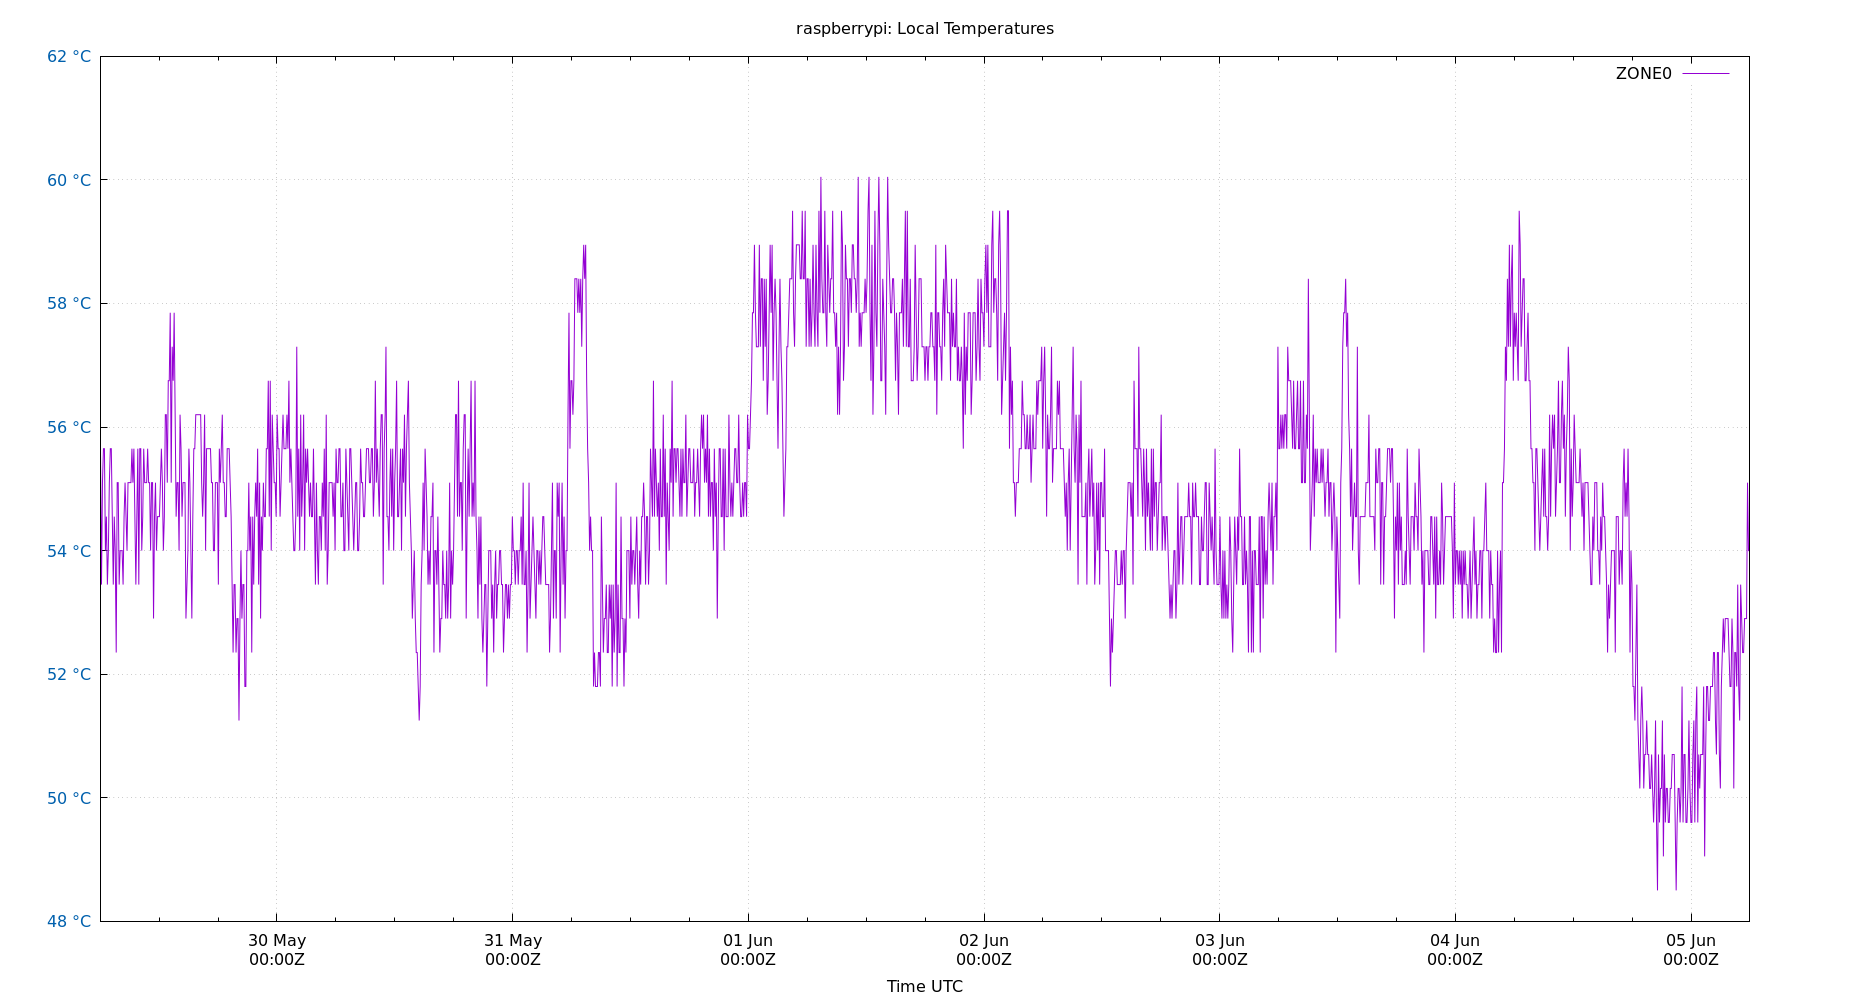 raspberrypi: Local Temperatures
62 °C
ZONE0
60 °C
58 °C
56 °C
54 °C
52 °C
50 °C
48 °C
30 May 31 May 01 Jun 02 Jun 03 Jun 04 Jun 05 Jun
00:00Z 00:00Z 00:00Z 00:00Z 00:00Z 00:00Z 00:00Z
Time UTC